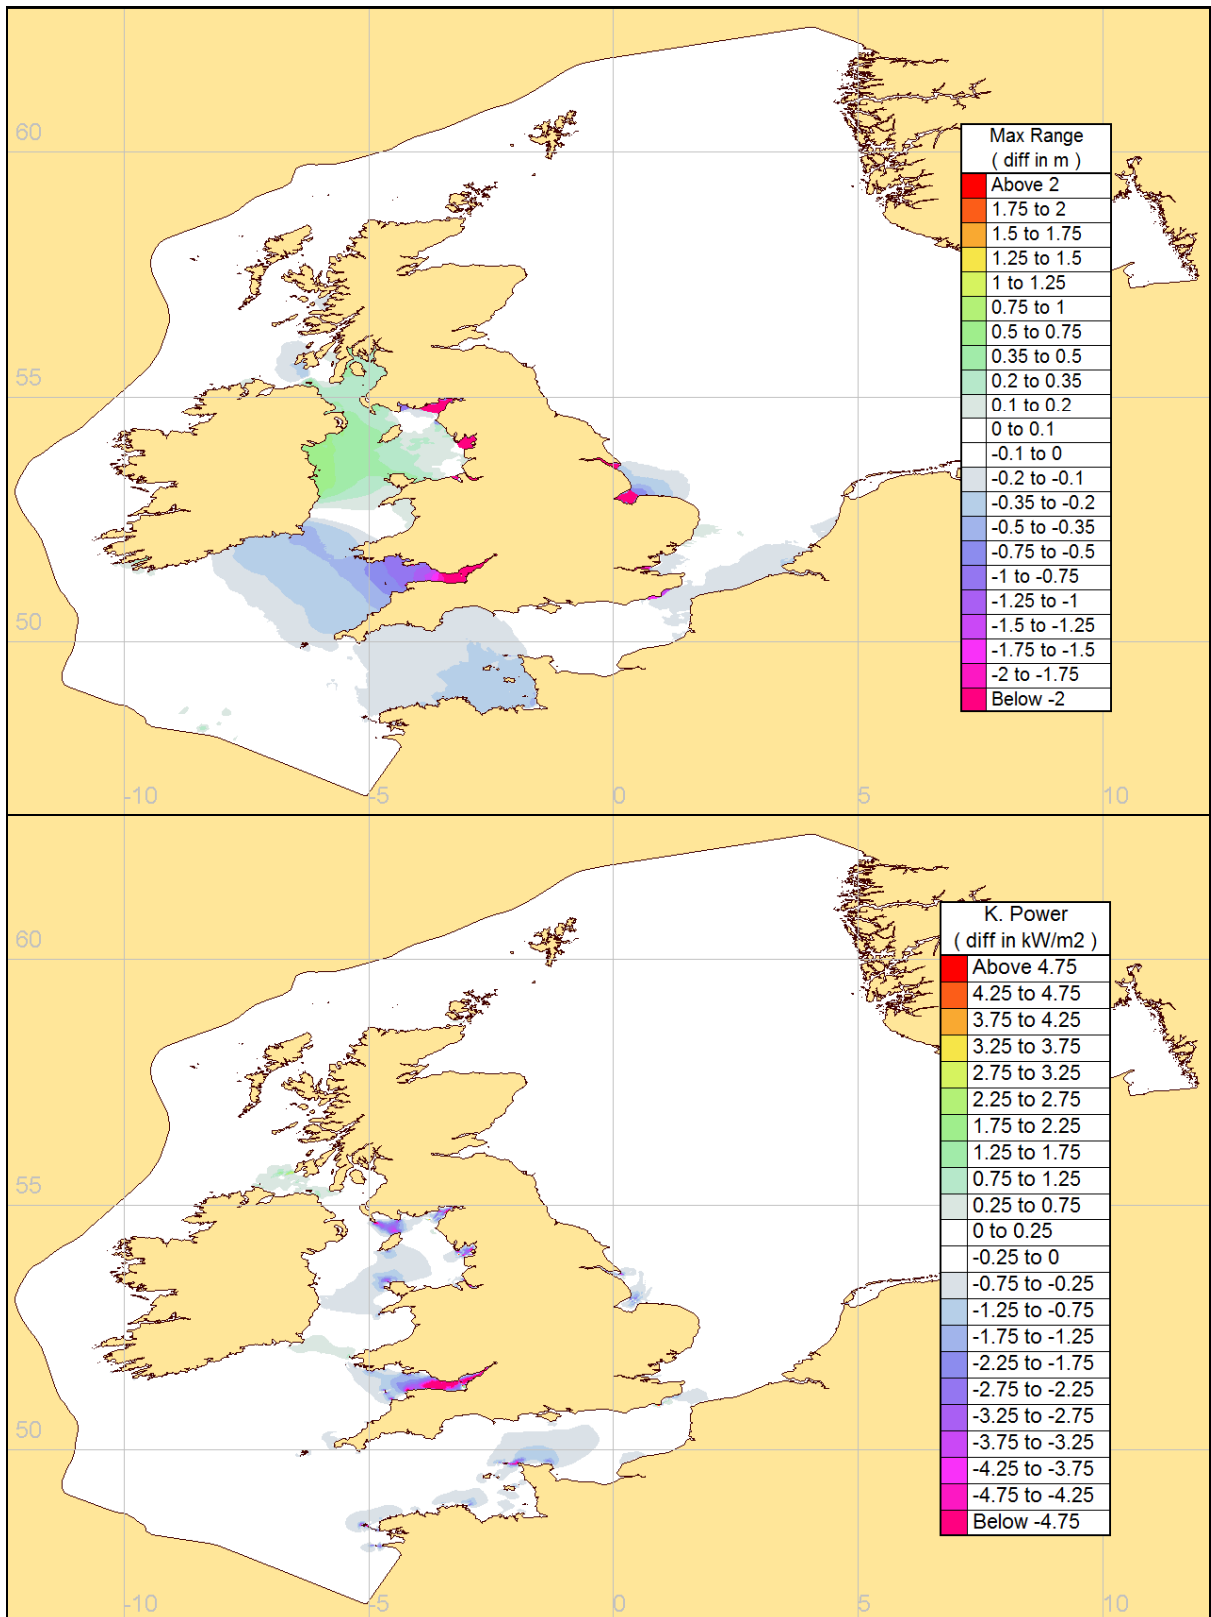 60
55
50
-10
-5
0
5
10
Max Range
( diff in m )
Above 2
1.75 to 2
1.5 to 1.75
1.25 to 1.5
1 to 1.25
0.75 to 1
0.5 to 0.75
0.35 to 0.5
0.2 to 0.35
0.1 to 0.2
0 to 0.1
-0.1 to 0
-0.2 to -0.1
-0.35 to -0.2
-0.5 to -0.35
-0.75 to -0.5
-1 to -0.75
-1.25 to -1
-1.5 to -1.25
-1.75 to -1.5
-2 to -1.75
Below -2
60
55
50
-10
-5
0
5
10
K. Power
( diff in kW/m2 )
Above 4.75
4.25 to 4.75
3.75 to 4.25
3.25 to 3.75
2.75 to 3.25
2.25 to 2.75
1.75 to 2.25
1.25 to 1.75
0.75 to 1.25
0.25 to 0.75
0 to 0.25
-0.25 to 0
-0.75 to -0.25
-1.25 to -0.75
-1.75 to -1.25
-2.25 to -1.75
-2.75 to -2.25
-3.25 to -2.75
-3.75 to -3.25
-4.25 to -3.75
-4.75 to -4.25
Below -4.75